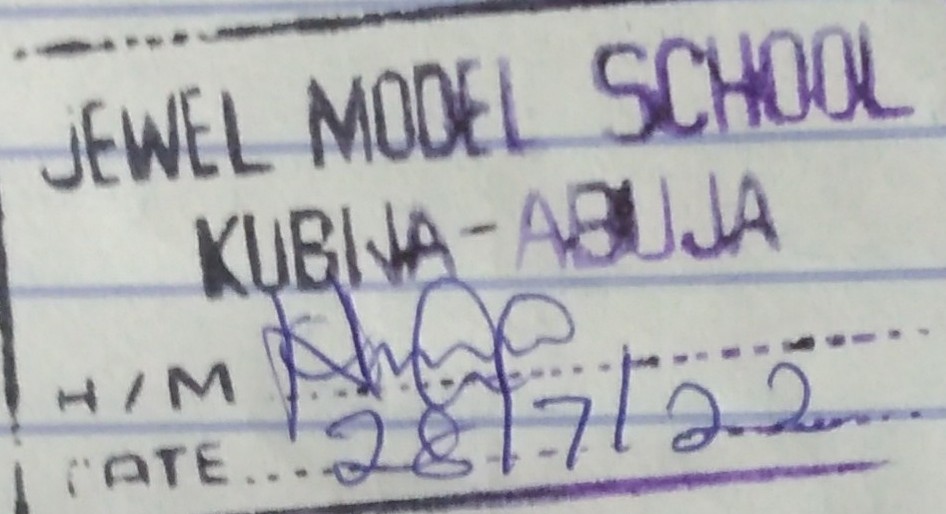 JEWEL MODEL SCHOOL
KUBWA - ABUJA
H/M
DATE 28/7/22